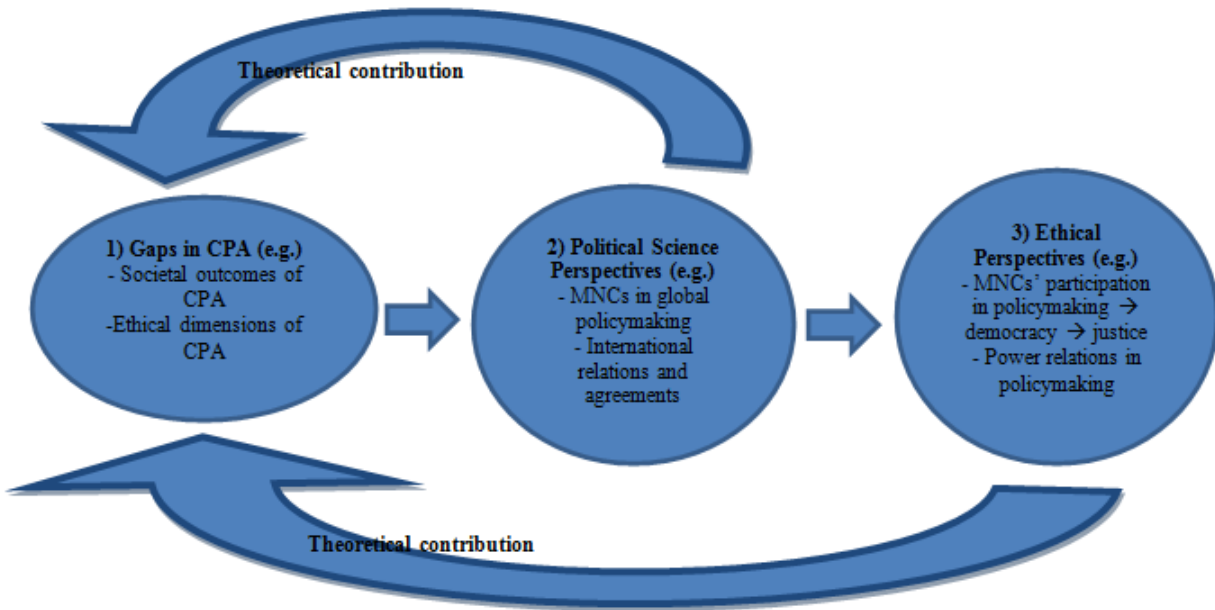 Theoretical contribution
1) Gaps in CPA (e.g.)
- Societal outcomes of
CPA
-Ethical dimensions of
CPA
2) Political Science
Perspectives (e.g.)
- MNCs in global
policymaking
- International
relations and
agreements
3) Ethical
Perspectives (e.g.)
- MNCs’ participation
in policymaking →
democracy → justice
- Power relations in
policymaking
Theoretical contribution